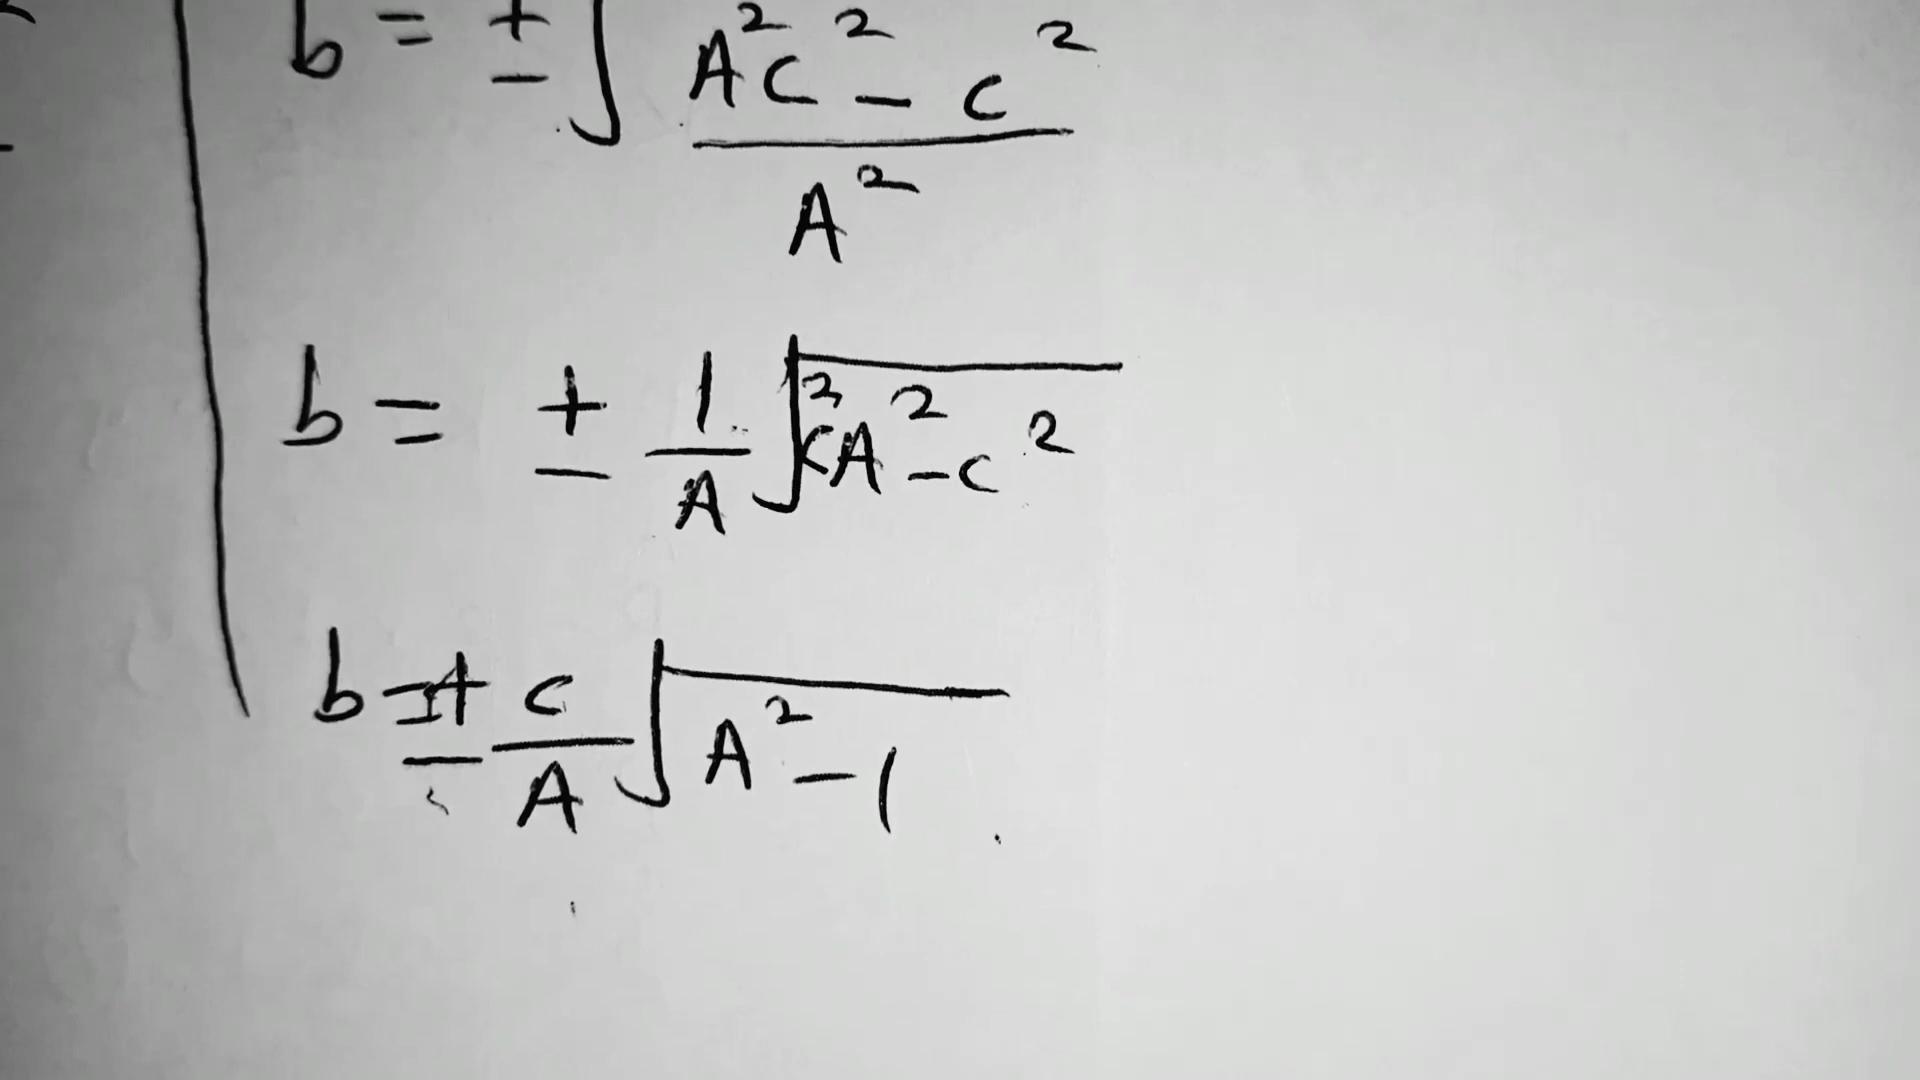 b = ± √ A²C² - C² / A²
b = ± 1/A √ C²A² - C²
b = ± C/A √ A² - 1